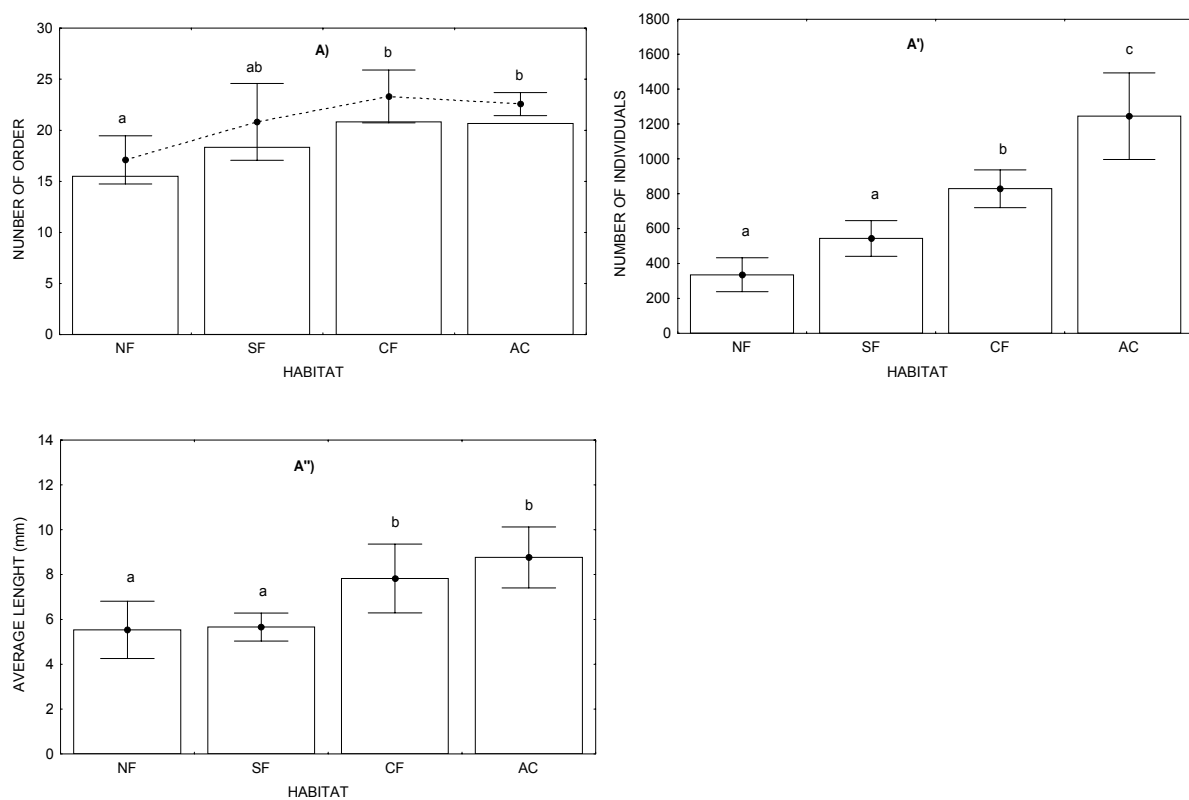 A)
NUNBER OF ORDER
30
25
20
15
10
5
0
a
ab
b
b
NF SF CF AC
HABITAT
A')
NUMBER OF INDIVIDUALS
1800
1600
1400
1200
1000
800
600
400
200
0
a
a
b
c
NF SF CF AC
HABITAT
A'')
AVERAGE LENGHT (mm)
14
12
10
8
6
4
2
0
a
a
b
b
NF SF CF AC
HABITAT